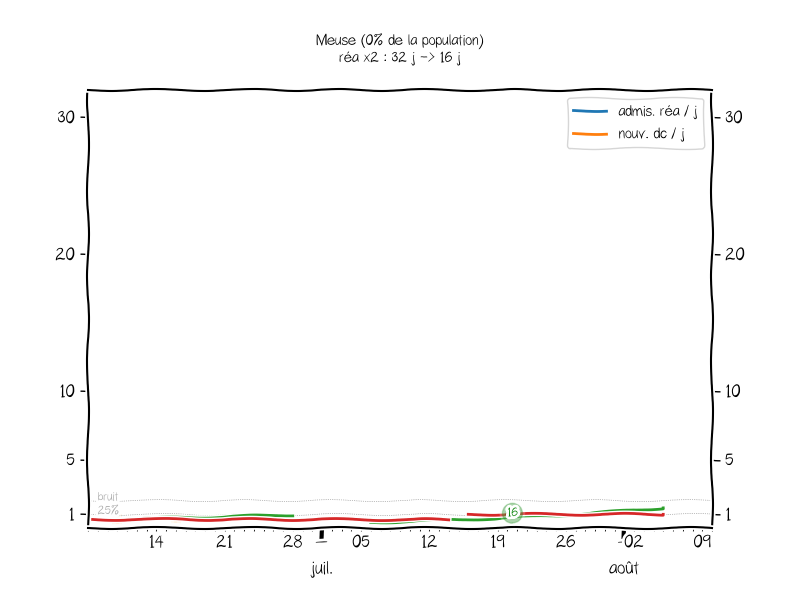 Meuse (0% de la population)
réa x2 : 32 j -> 16 j
admis. réa / j
nouv. dc / j
30
30
20
20
10
10
5
5
bruit
25%
16
1
1
14 21 28 05 12 19 26 02 09
juil. août